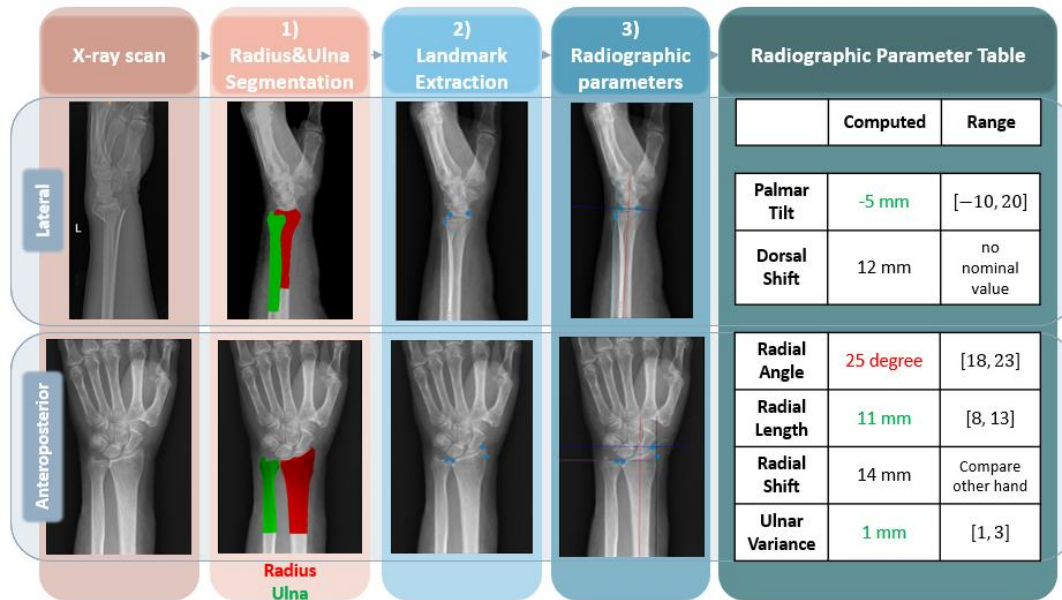 X-ray scan
1)
Radius&Ulna
Segmentation
2)
Landmark
Extraction
3)
Radiographic
parameters
Radiographic Parameter Table
Lateral
L
Computed
Range
Palmar
Tilt
-5 mm
[−10, 20]
Dorsal
Shift
12 mm
no
nominal
value
Anteroposterior
Radial
Angle
25 degree
[18, 23]
Radial
Length
11 mm
[8, 13]
Radial
Shift
14 mm
Compare
other hand
Ulnar
Variance
1 mm
[1, 3]
Radius
Ulna